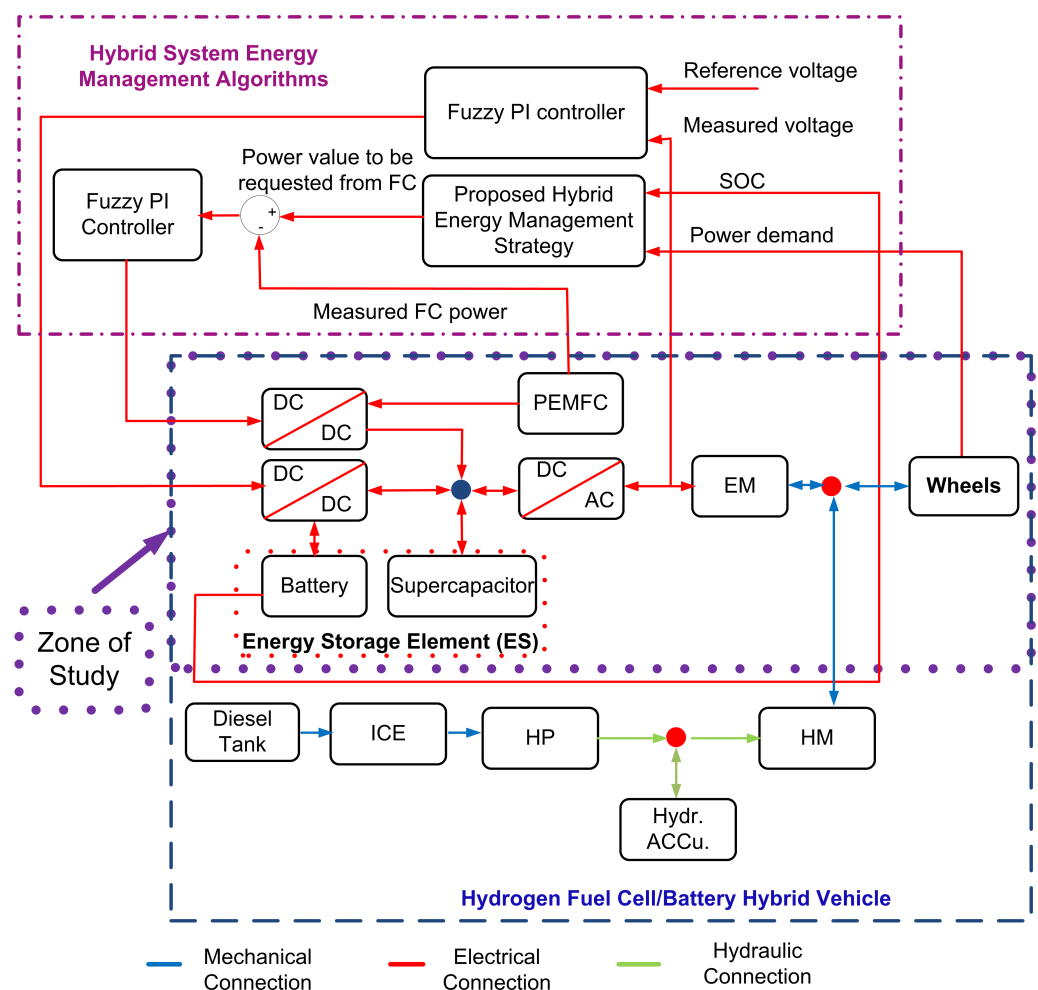 Hybrid System Energy
Management Algorithms
Reference voltage
Fuzzy PI controller
Measured voltage
Power value to be
requested from FC
SOC
Fuzzy PI
Controller
+
-
Proposed Hybrid
Energy Management
Strategy
Power demand
Measured FC power
DC
DC
PEMFC
DC
DC
DC
AC
EM
Wheels
Battery
Supercapacitor
Energy Storage Element (ES)
Zone of
Study
Diesel
Tank
ICE
HP
HM
Hydr.
ACCu.
Hydrogen Fuel Cell/Battery Hybrid Vehicle
Mechanical
Connection
Electrical
Connection
Hydraulic
Connection